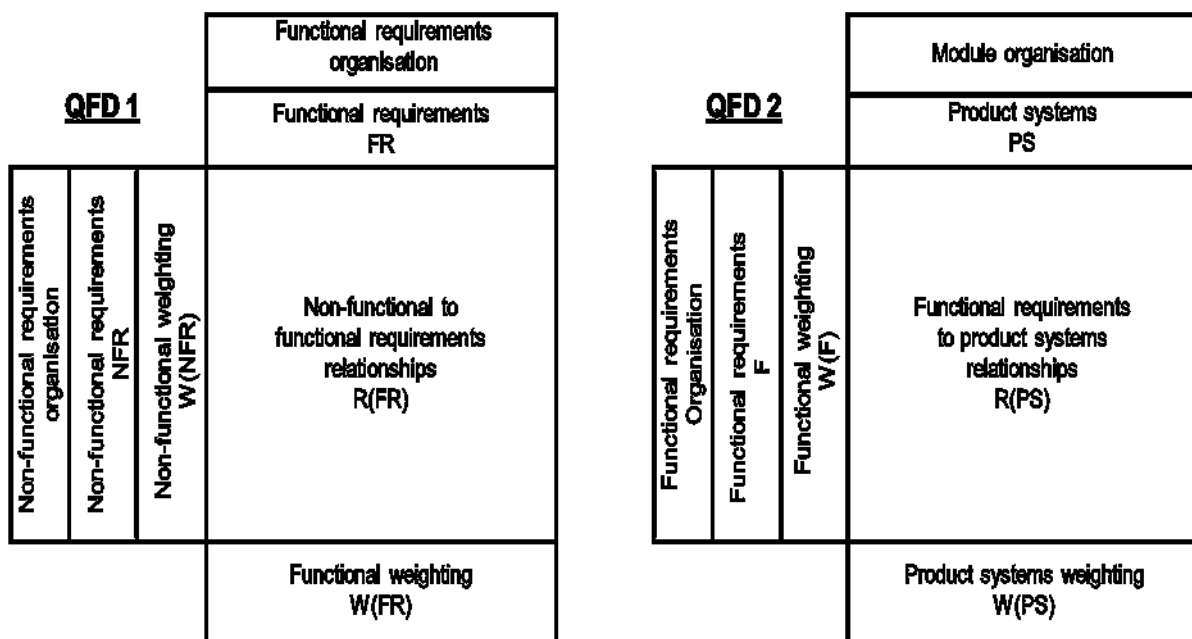 QFD 1
Functional requirements
organisation
Functional requirements
FR
Non-functional requirements
organisation
Non-functional requirements
NFR
Non-functional weighting
W(NFR)
Non-functional to
functional requirements
relationships
R(FR)
Functional weighting
W(FR)
QFD 2
Module organisation
Product systems
PS
Functional requirements
Organisation
Functional requirements
F
Functional weighting
W(F)
Functional requirements
to product systems
relationships
R(PS)
Product systems weighting
W(PS)